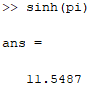 >> sinh(pi)
ans =
11.5487